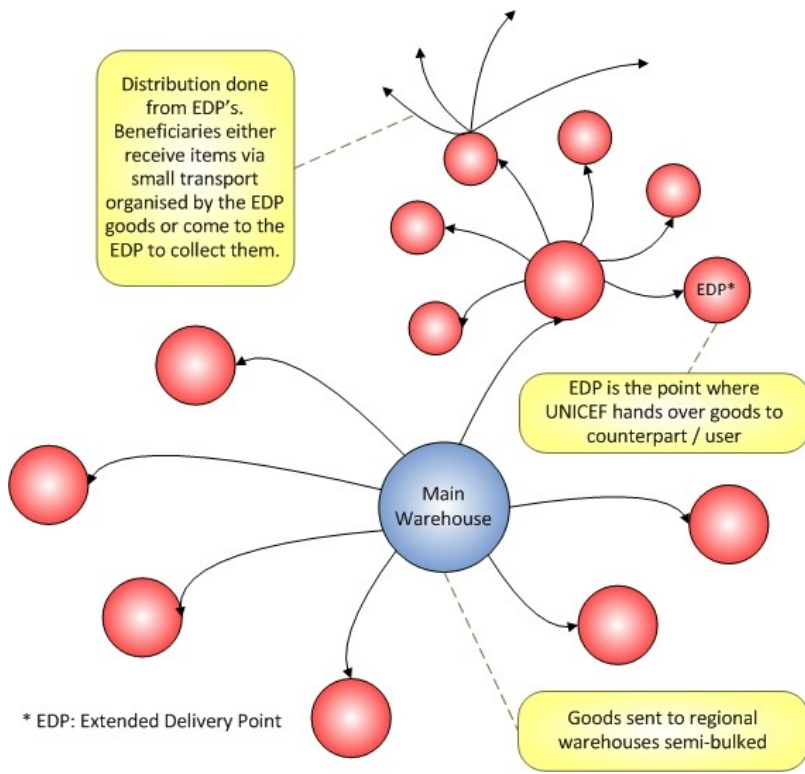 Distribution done
from EDP's.
Beneficiaries either
receive items via
small transport
organised by the EDP
goods or come to the
EDP to collect them.
EDP*
EDP is the point where
UNICEF hands over goods to
counterpart / user
Main
Warehouse
* EDP: Extended Delivery Point
Goods sent to regional
warehouses semi-bulked